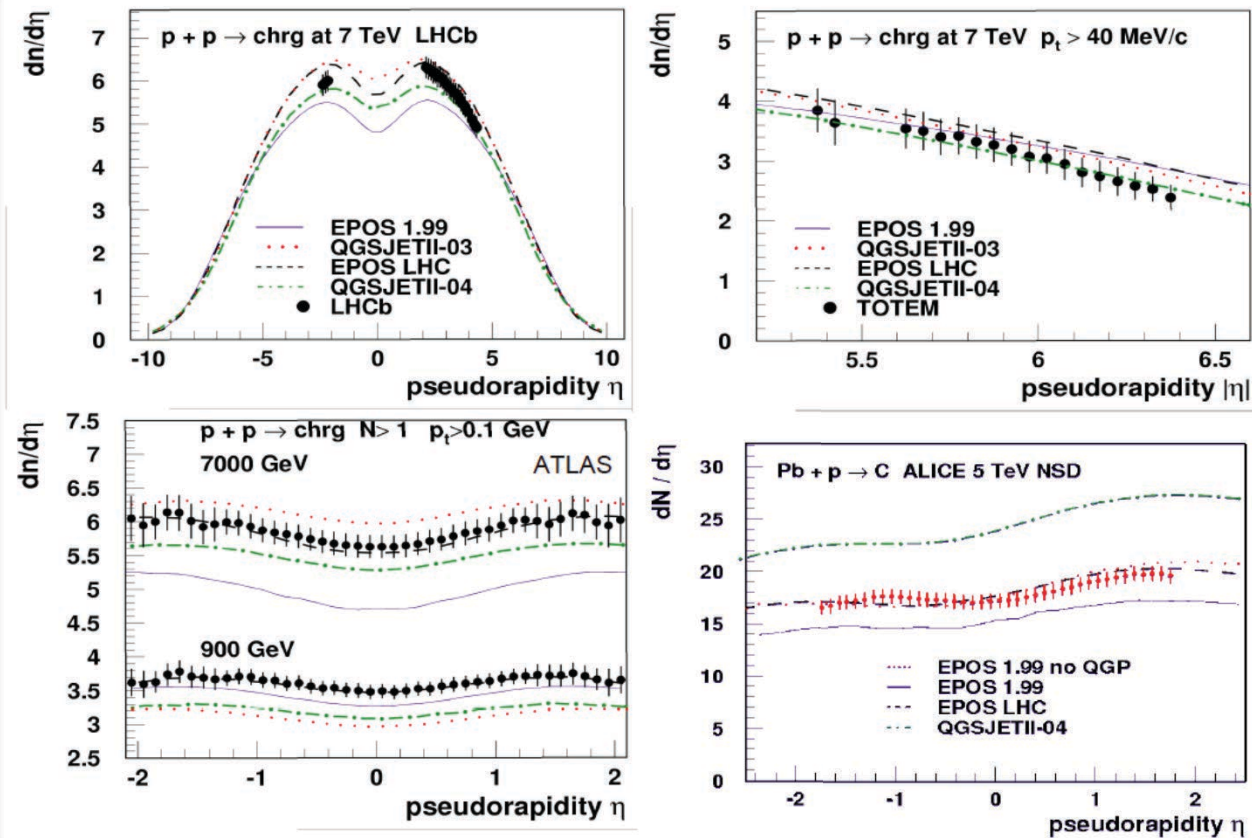 dn/dη
p + p → chrg at 7 TeV LHCb
7
6
5
4
3
2
1
0
EPOS 1.99
QGSJETII-03
EPOS LHC
QGSJETII-04
LHCb
-10
-5
0
5
10
pseudorapidity η
dn/dη
p + p → chrg at 7 TeV pt > 40 MeV/c
5
4
3
2
1
0
EPOS 1.99
QGSJETII-03
EPOS LHC
QGSJETII-04
TOTEM
5.5
6
6.5
pseudorapidity |η|
dn/dη
p + p → chrg N> 1 pt>0.1 GeV
7000 GeV
ATLAS
7.5
7
6.5
6
5.5
5
4.5
4
3.5
3
2.5
900 GeV
-2
-1
0
1
2
pseudorapidity η
dN / dη
Pb + p → C ALICE 5 TeV NSD
30
25
20
15
10
5
0
EPOS 1.99 no QGP
EPOS 1.99
EPOS LHC
QGSJETII-04
-2
-1
0
1
2
pseudorapidity η